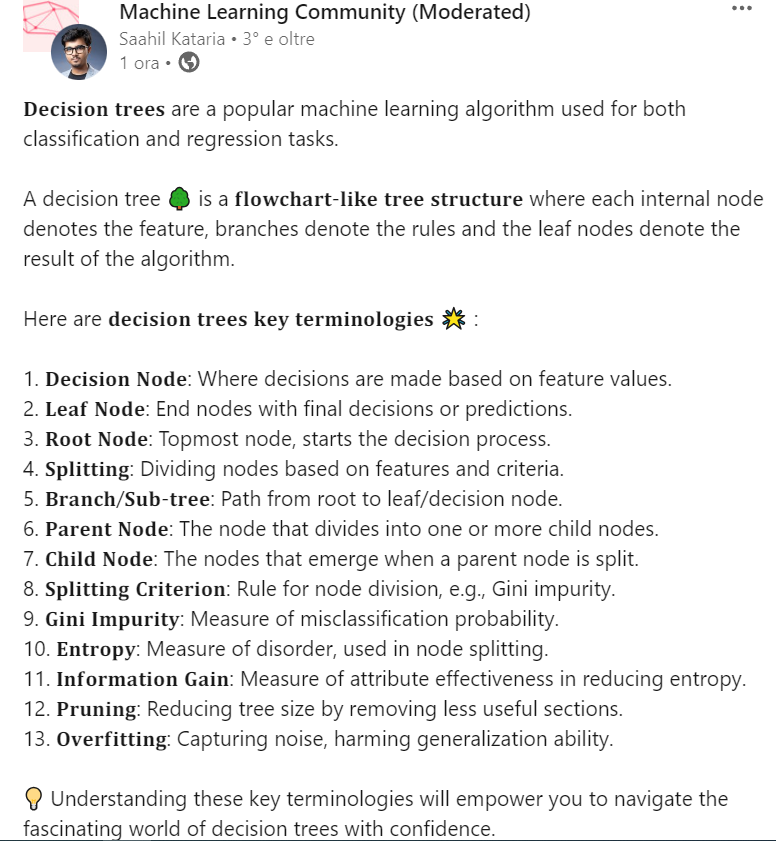 Machine Learning Community (Moderated)
Saahil Kataria • 3° e oltre
1 ora •
Decision trees are a popular machine learning algorithm used for both
classification and regression tasks.
A decision tree 🌳 is a flowchart-like tree structure where each internal node
denotes the feature, branches denote the rules and the leaf nodes denote the
result of the algorithm.
Here are decision trees key terminologies 🌟 :
1. Decision Node: Where decisions are made based on feature values.
2. Leaf Node: End nodes with final decisions or predictions.
3. Root Node: Topmost node, starts the decision process.
4. Splitting: Dividing nodes based on features and criteria.
5. Branch/Sub-tree: Path from root to leaf/decision node.
6. Parent Node: The node that divides into one or more child nodes.
7. Child Node: The nodes that emerge when a parent node is split.
8. Splitting Criterion: Rule for node division, e.g., Gini impurity.
9. Gini Impurity: Measure of misclassification probability.
10. Entropy: Measure of disorder, used in node splitting.
11. Information Gain: Measure of attribute effectiveness in reducing entropy.
12. Pruning: Reducing tree size by removing less useful sections.
13. Overfitting: Capturing noise, harming generalization ability.
💡 Understanding these key terminologies will empower you to navigate the
fascinating world of decision trees with confidence.